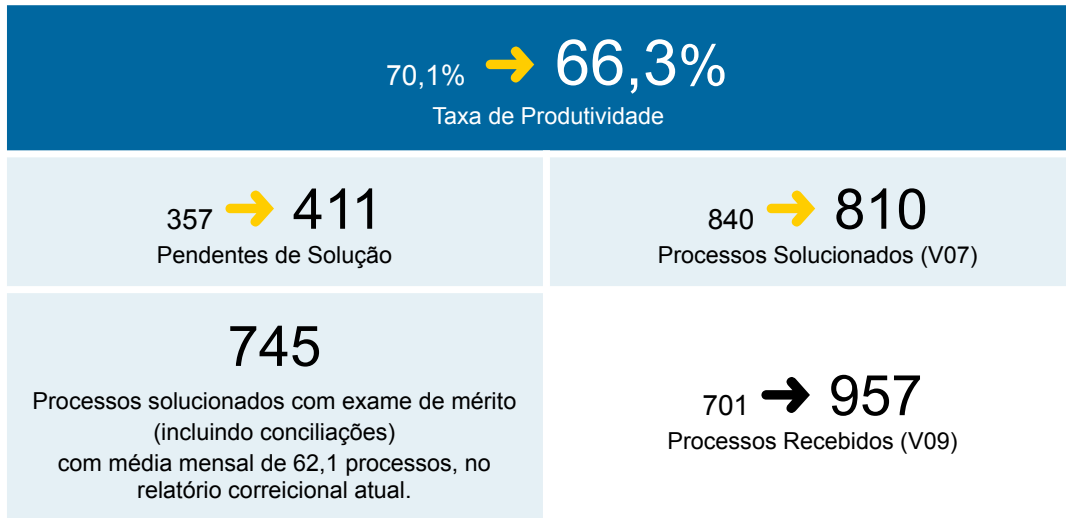 70,1% ➜ 66,3%
Taxa de Produtividade
357 ➜ 411
Pendentes de Solução
840 ➜ 810
Processos Solucionados (V07)
745
Processos solucionados com exame de mérito
(incluindo conciliações)
com média mensal de 62,1 processos, no
relatório correicional atual.
701 ➜ 957
Processos Recebidos (V09)